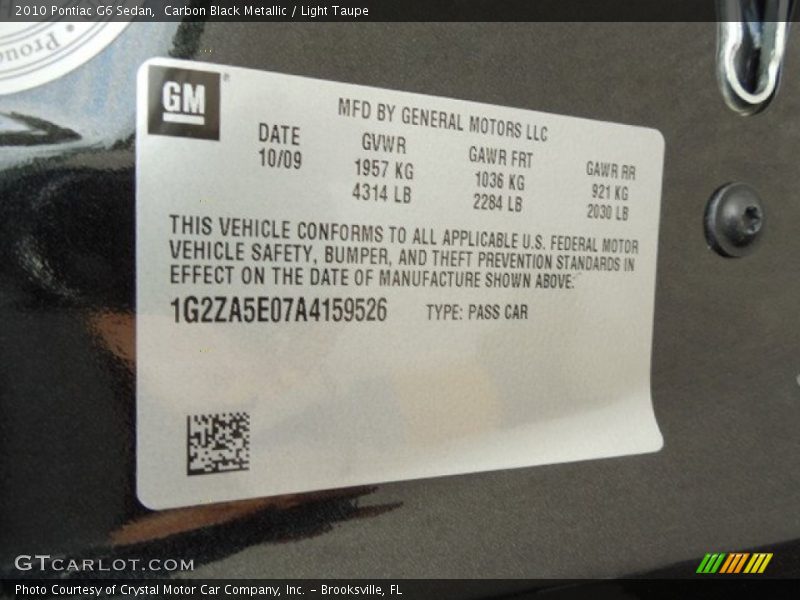 2010 Pontiac G6 Sedan, Carbon Black Metallic / Light Taupe
Proud
GM ®
MFD BY GENERAL MOTORS LLC
DATE GVWR GAWR FRT GAWR RR
10/09 1957 KG 1036 KG 921 KG
4314 LB 2284 LB 2030 LB
THIS VEHICLE CONFORMS TO ALL APPLICABLE U.S. FEDERAL MOTOR
VEHICLE SAFETY, BUMPER, AND THEFT PREVENTION STANDARDS IN
EFFECT ON THE DATE OF MANUFACTURE SHOWN ABOVE:
1G2ZA5E07A4159526 TYPE: PASS CAR
GTCARLOT.COM
Photo Courtesy of Crystal Motor Car Company, Inc. – Brooksville, FL